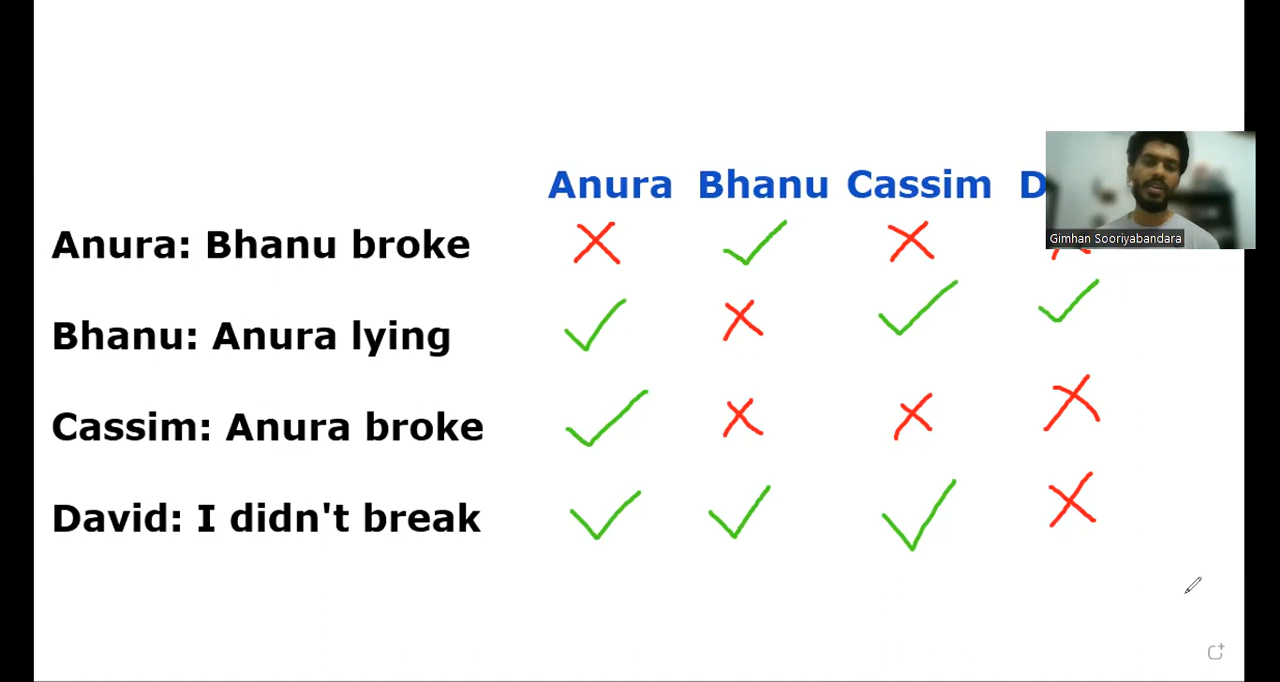 Anura Bhanu Cassim D
Gimhan Sooriyabandara
Anura: Bhanu broke
Bhanu: Anura lying
Cassim: Anura broke
David: I didn't break